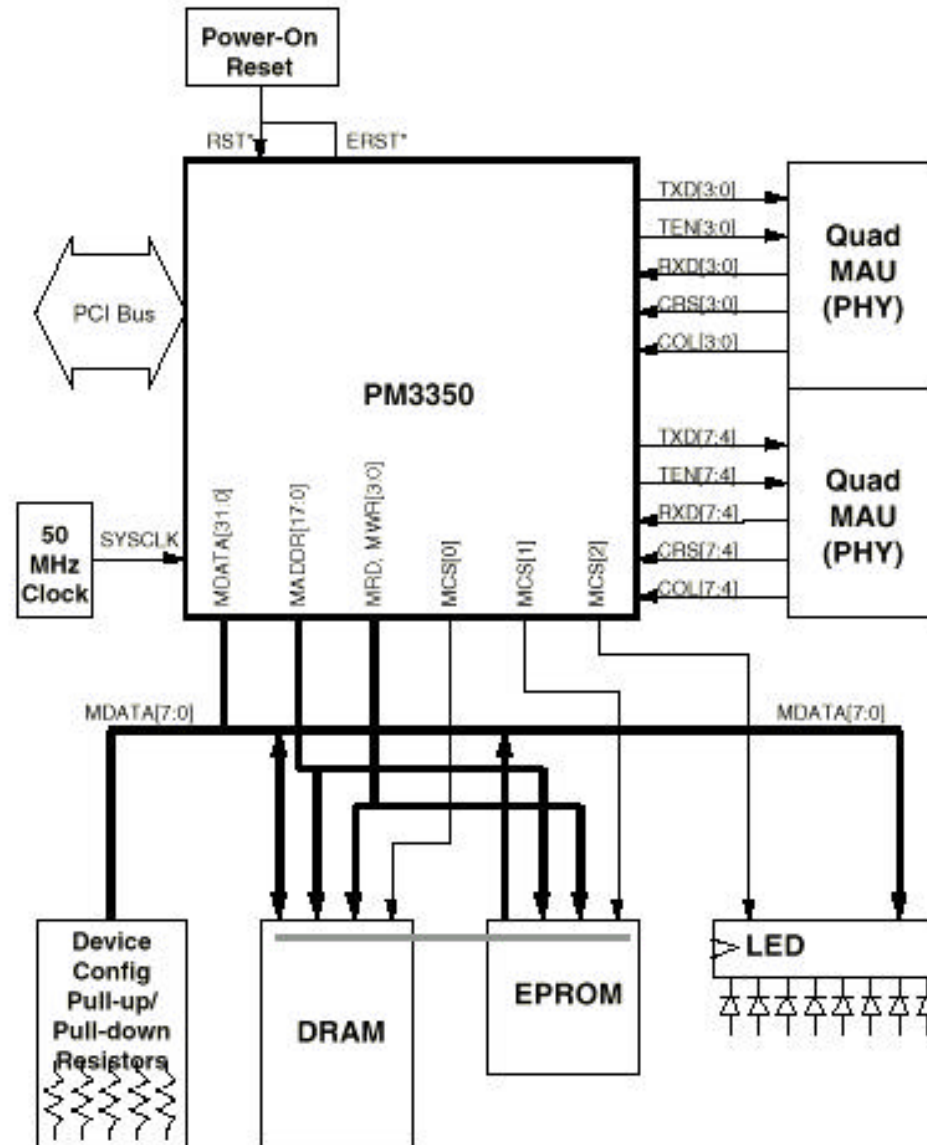 Power-On
Reset
RST*
ERST*
TXD[3:0]
TEN[3:0]
RXD[3:0]
CRS[3:0]
COL[3:0]
Quad
MAU
(PHY)
PCI Bus
PM3350
TXD[7:4]
TEN[7:4]
RXD[7:4]
CRS[7:4]
COL[7:4]
Quad
MAU
(PHY)
50
MHz
Clock
SYSCLK
MDATA[31:0]
MADDR[17:0]
MRD, MWR[3:0]
MCS[0]
MCS[1]
MCS[2]
MDATA[7:0]
MDATA[7:0]
Device
Config
Pull-up/
Pull-down
Resistors
DRAM
EPROM
LED